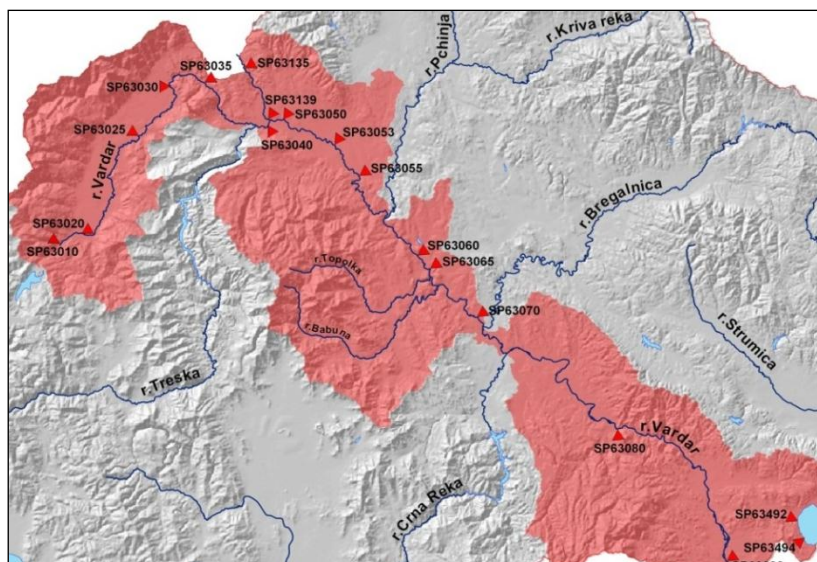 r.Kriva reka
r.Pchinja
SP63035
SP63135
SP63030
SP63139
SP63050
SP63025
SP63053
SP63040
SP63055
r.Vardar
r.Bregalnica
SP63020
SP63010
SP63060
SP63065
r.Topolka
r.Babuna
SP63070
r.Strumica
r.Treska
r.Vardar
SP63080
r.Crna Reka
SP63492
SP63494